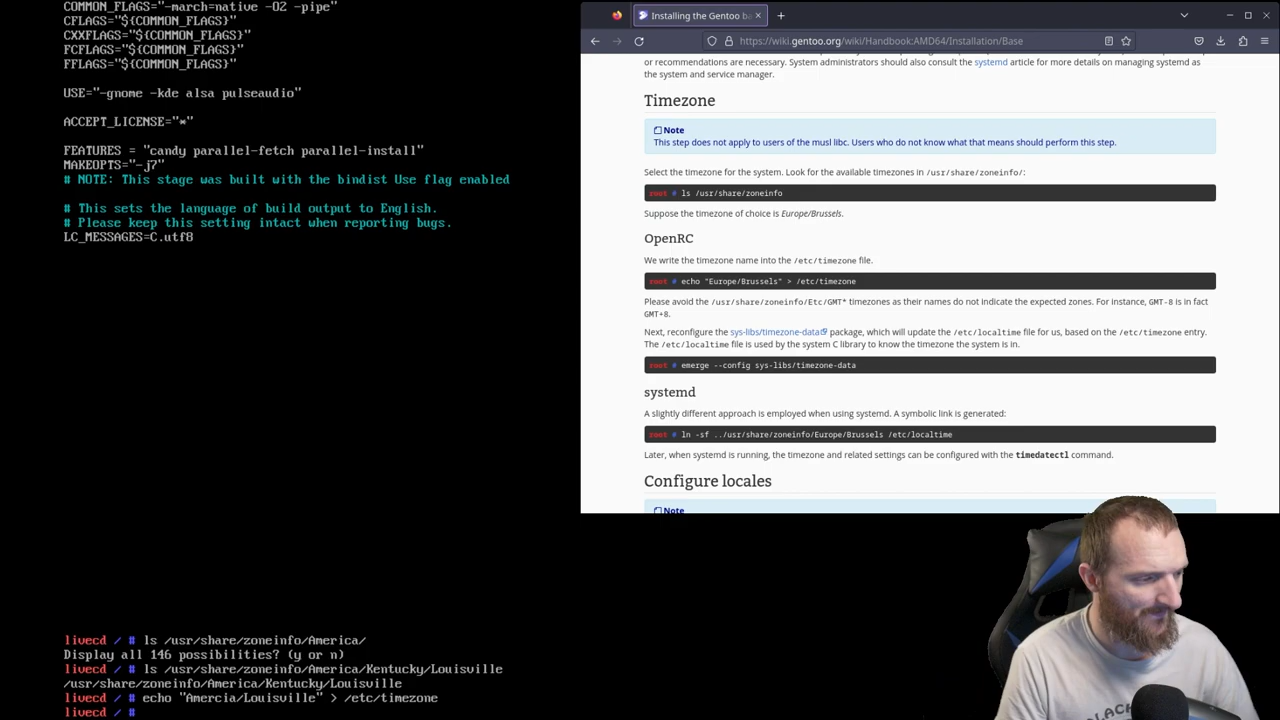 COMMON_FLAGS="-march=native -O2 -pipe"
CFLAGS="${COMMON_FLAGS}"
CXXFLAGS="${COMMON_FLAGS}"
FCFLAGS="${COMMON_FLAGS}"
FFLAGS="${COMMON_FLAGS}"
USE="-gnome -kde alsa pulseaudio"
ACCEPT_LICENSE="*"
FEATURES = "candy parallel-fetch parallel-install"
MAKEOPTS="-j7"
# NOTE: This stage was built with the bindist Use flag enabled
# This sets the language of build output to English.
# Please keep this setting intact when reporting bugs.
LC_MESSAGES=C.utf8
livecd / # ls /usr/share/zoneinfo/America/
Display all 146 possibilities? (y or n)
livecd / # ls /usr/share/zoneinfo/America/Kentucky/Louisville
/usr/share/zoneinfo/America/Kentucky/Louisville
livecd / # echo "Amercia/Louisville" > /etc/timezone
livecd / #
Installing the Gentoo ba
https://wiki.gentoo.org/wiki/Handbook:AMD64/Installation/Base
or recommendations are necessary. System administrators should also consult the systemd article for more details on managing systemd as
the system and service manager.
Timezone
Note
This step does not apply to users of the musl libc. Users who do not know what that means should perform this step.
Select the timezone for the system. Look for the available timezones in /usr/share/zoneinfo/:
root # ls /usr/share/zoneinfo
Suppose the timezone of choice is Europe/Brussels.
OpenRC
We write the timezone name into the /etc/timezone file.
root # echo "Europe/Brussels" > /etc/timezone
Please avoid the /usr/share/zoneinfo/Etc/GMT* timezones as their names do not indicate the expected zones. For instance, GMT-8 is in fact
GMT+8.
Next, reconfigure the sys-libs/timezone-data package, which will update the /etc/localtime file for us, based on the /etc/timezone entry.
The /etc/localtime file is used by the system C library to know the timezone the system is in.
root # emerge --config sys-libs/timezone-data
systemd
A slightly different approach is employed when using systemd. A symbolic link is generated:
root # ln -sf ../usr/share/zoneinfo/Europe/Brussels /etc/localtime
Later, when systemd is running, the timezone and related settings can be configured with the timedatectl command.
Configure locales
Note